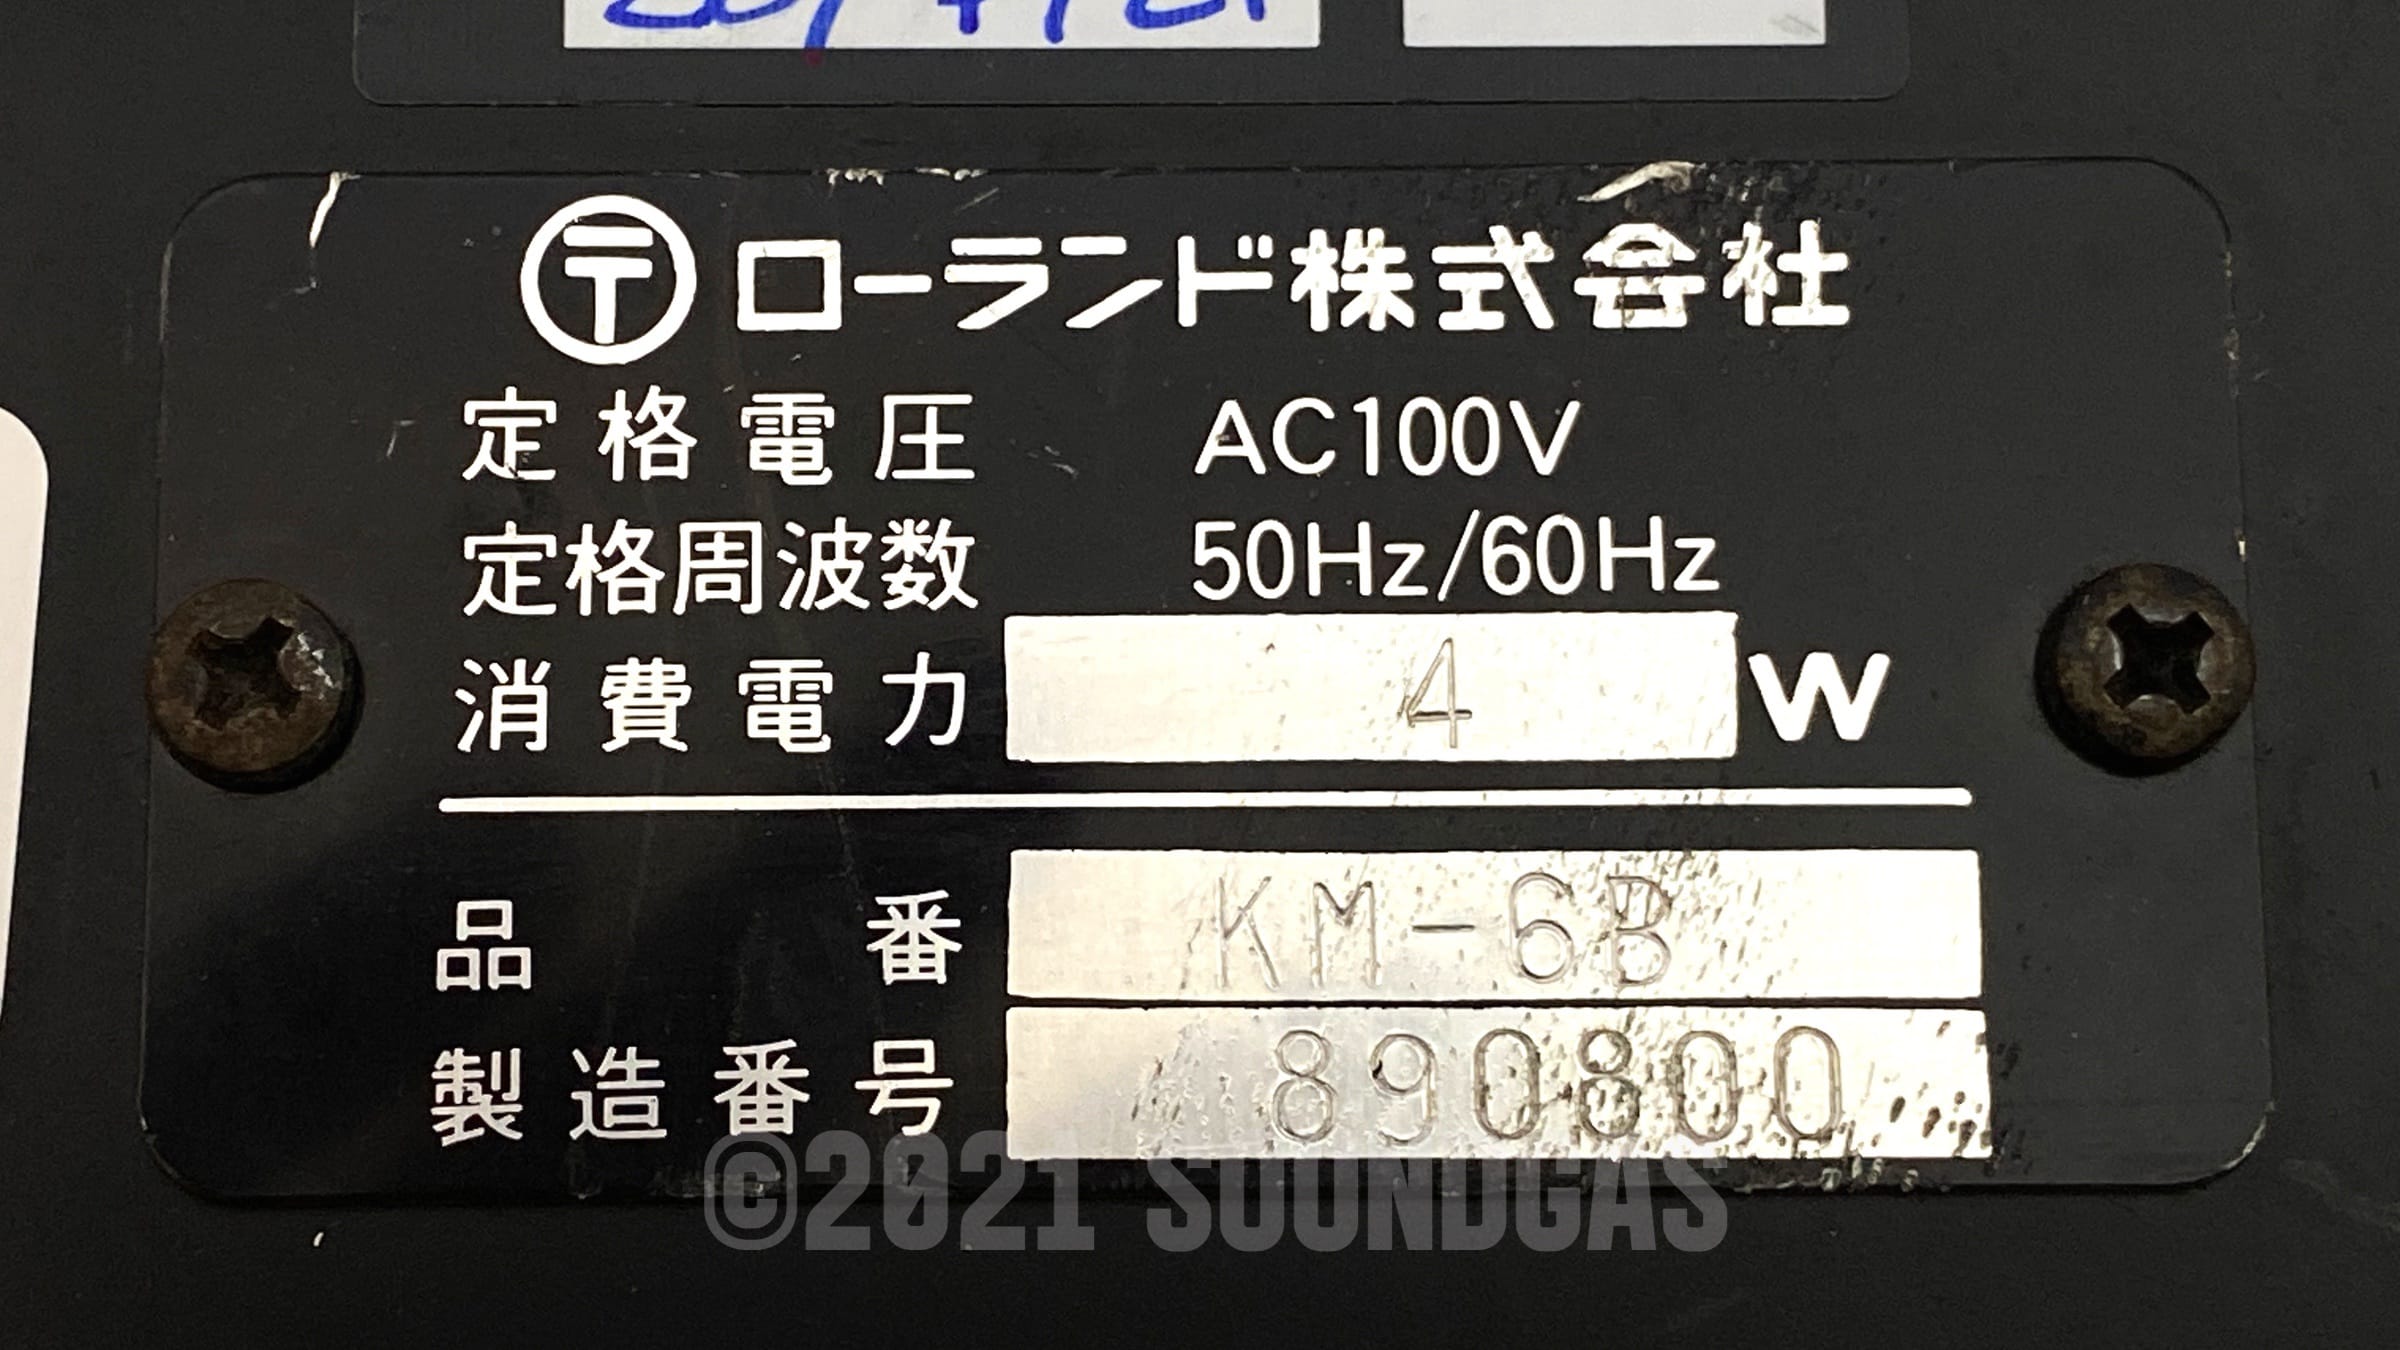 〒ローランド株式会社
定格電圧 AC100V
定格周波数 50Hz/60Hz
消費電力 4 W
品番 KM-6B
製造番号 890800
©2021 SOUNDGAS